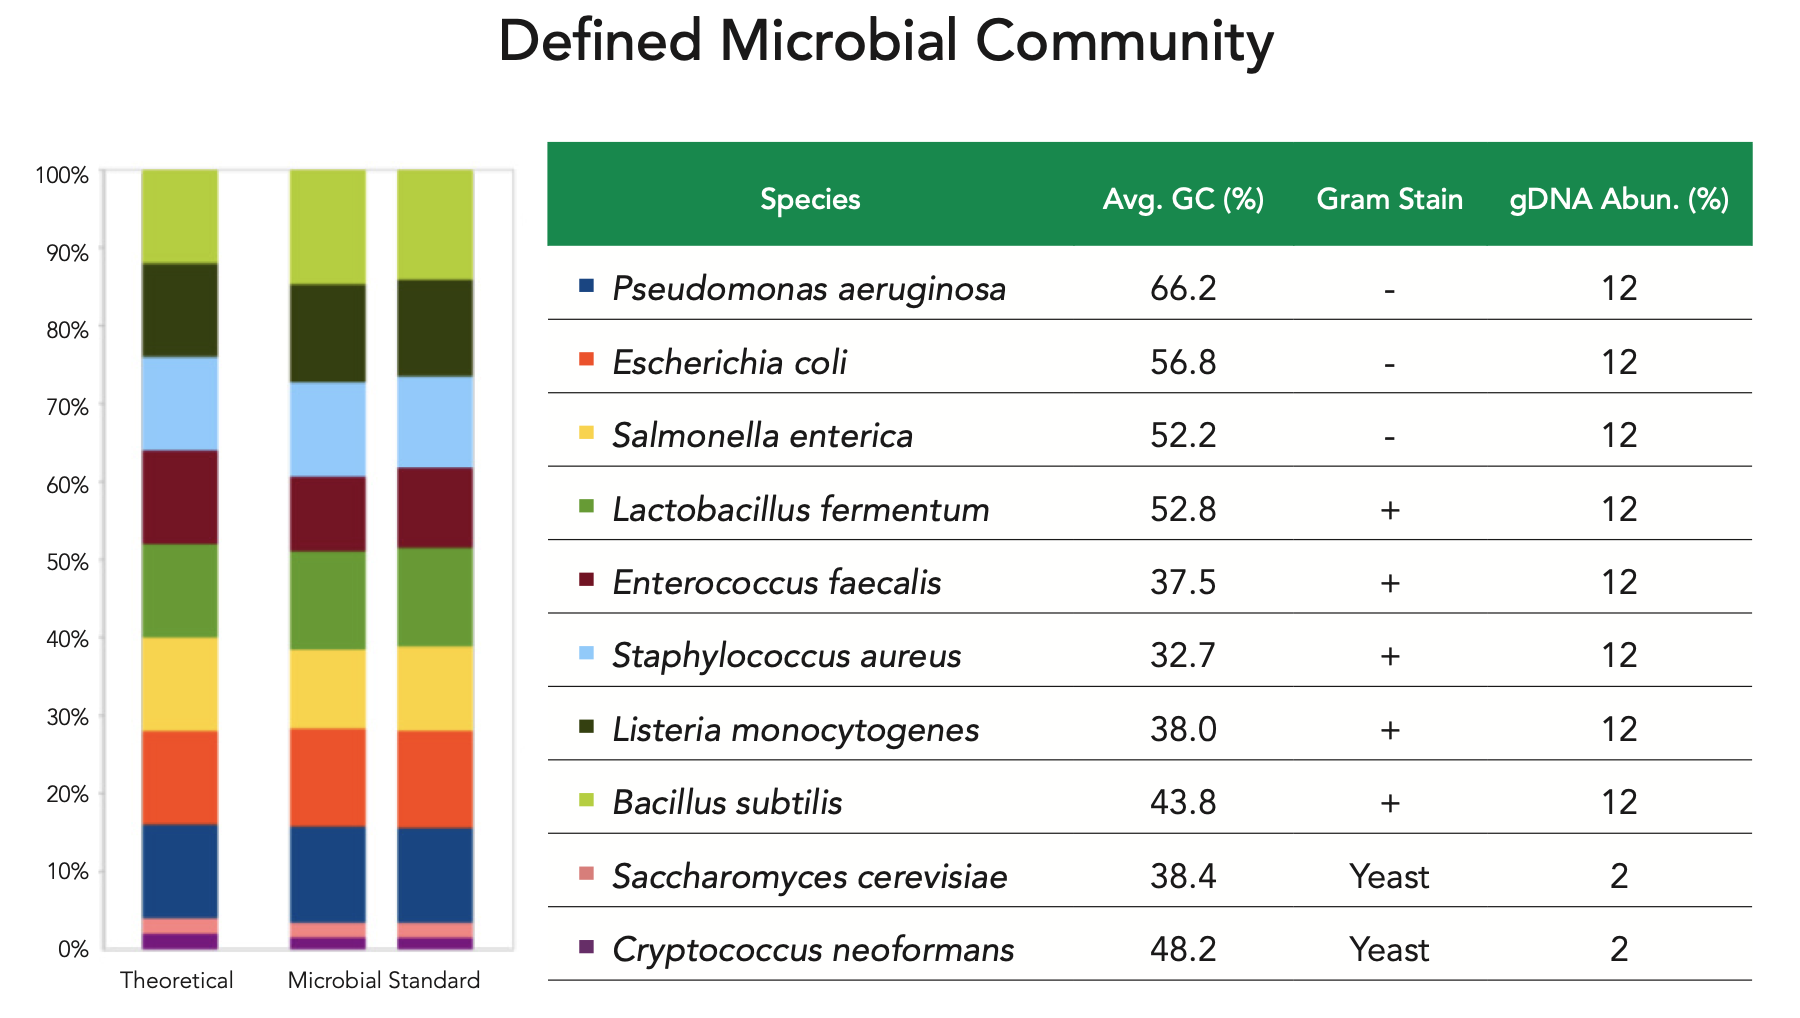 Defined Microbial Community
100%
90%
80%
70%
60%
50%
40%
30%
20%
10%
0%
Theoretical Microbial Standard
Species Avg. GC (%) Gram Stain gDNA Abun. (%)
Pseudomonas aeruginosa 66.2 - 12
Escherichia coli 56.8 - 12
Salmonella enterica 52.2 - 12
Lactobacillus fermentum 52.8 + 12
Enterococcus faecalis 37.5 + 12
Staphylococcus aureus 32.7 + 12
Listeria monocytogenes 38.0 + 12
Bacillus subtilis 43.8 + 12
Saccharomyces cerevisiae 38.4 Yeast 2
Cryptococcus neoformans 48.2 Yeast 2